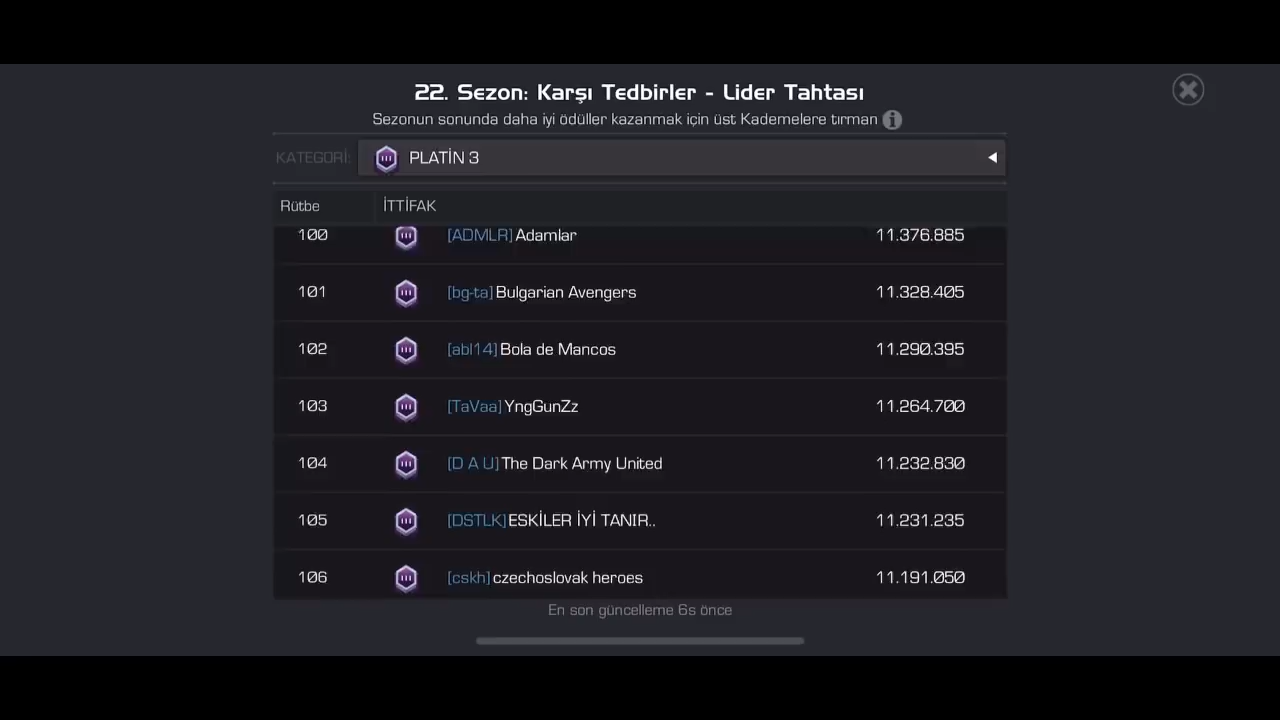 22. Sezon: Karşı Tedbirler - Lider Tahtası
Sezonun sonunda daha iyi ödüller kazanmak için üst Kademelere tırman
KATEGORİ: PLATİN 3
Rütbe İTTİFAK
100 [ADMLR] Adamlar 11.376.885
101 [bg-ta] Bulgarian Avengers 11.328.405
102 [abl14] Bola de Mancos 11.290.395
103 [TaVaa] YngGunZz 11.264.700
104 [D A U] The Dark Army United 11.232.830
105 [DSTLK] ESKİLER İYİ TANIR.. 11.231.235
106 [cskh] czechoslovak heroes 11.191.050
En son güncelleme 6s önce